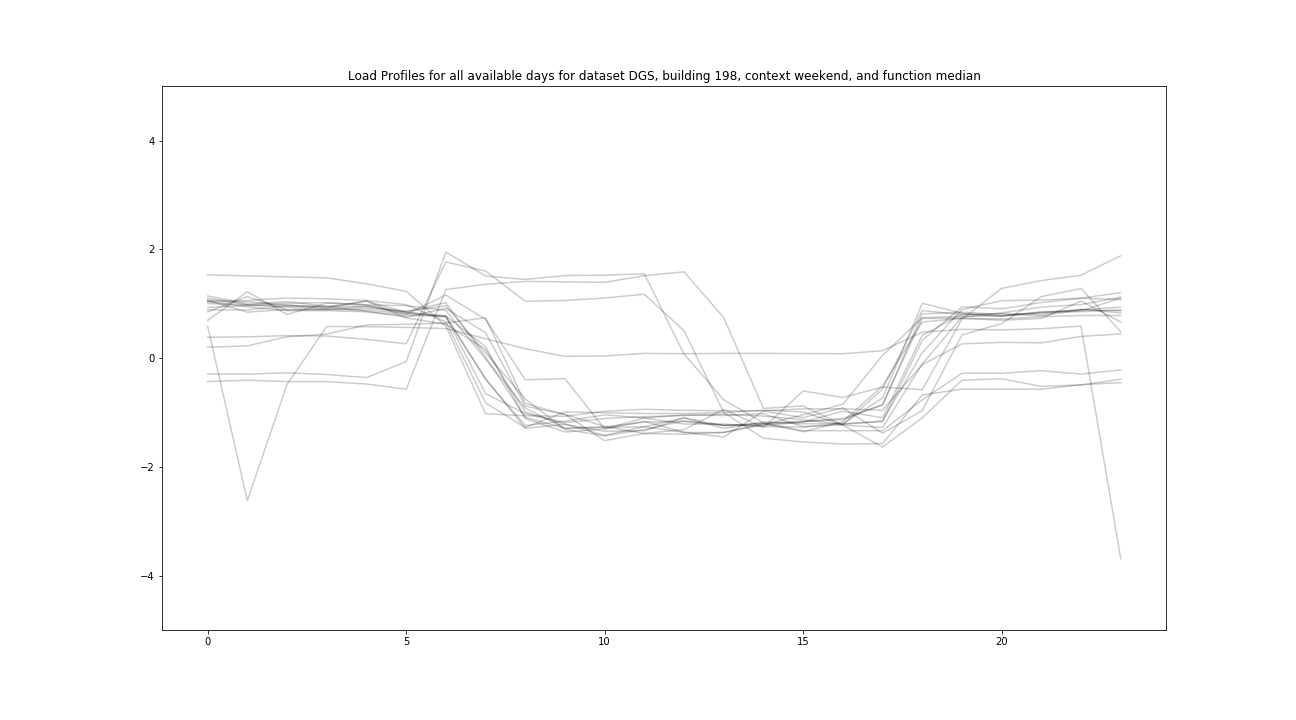 Load Profiles for all available days for dataset DGS, building 198, context weekend, and function median
4
2
0
−2
−4
0 5 10 15 20